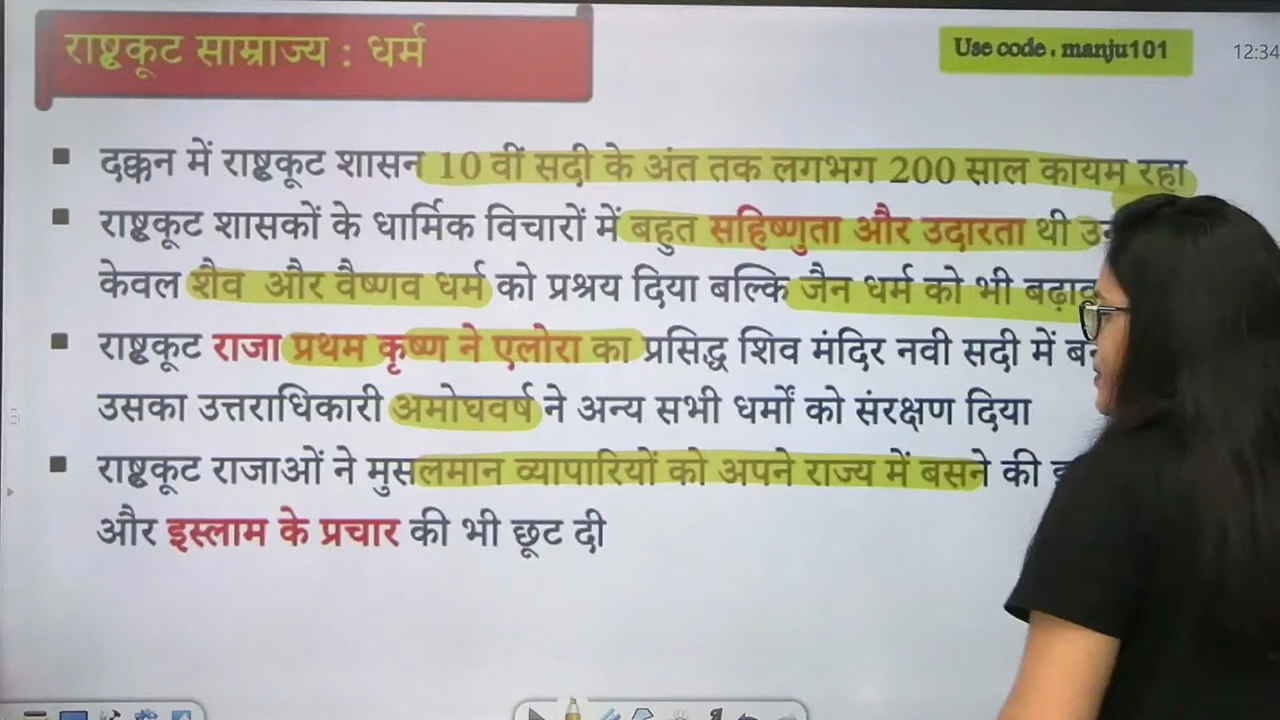 राष्ट्रकूट साम्राज्य : धर्म
Use code . manju101
12:34
दक्कन में राष्ट्रकूट शासन 10 वीं सदी के अंत तक लगभग 200 साल कायम रहा
राष्ट्रकूट शासकों के धार्मिक विचारों में बहुत सहिष्णुता और उदारता थी
केवल शैव और वैष्णव धर्म को प्रश्रय दिया बल्कि जैन धर्म को भी
राष्ट्रकूट राजा प्रथम कृष्ण ने एलोरा का प्रसिद्ध शिव मंदिर नवी सदी में
उसका उत्तराधिकारी अमोघवर्ष ने अन्य सभी धर्मों को संरक्षण दिया
राष्ट्रकूट राजाओं ने मुसलमान व्यापारियों को अपने राज्य में बसने की
और इस्लाम के प्रचार की भी छूट दी